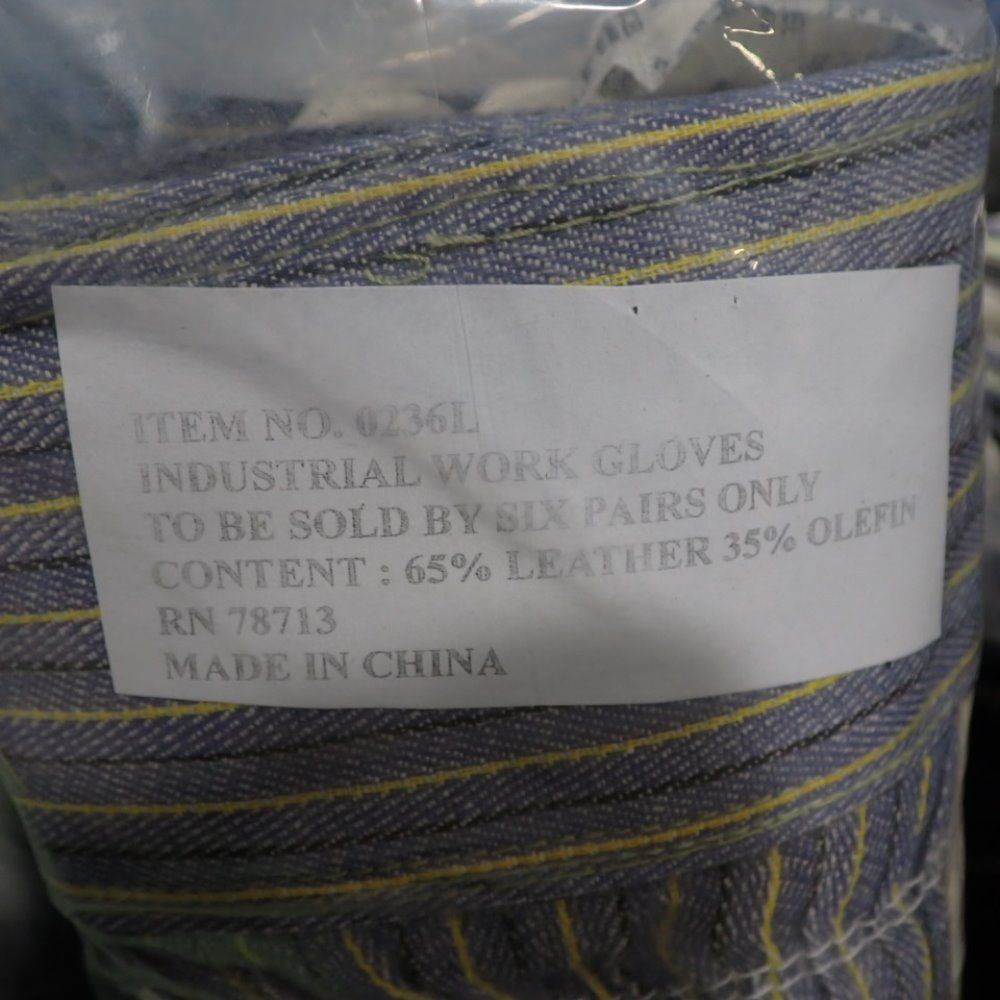 ITEM NO. 0236L
INDUSTRIAL WORK GLOVES
TO BE SOLD BY SIX PAIRS ONLY
CONTENT : 65% LEATHER 35% OLEFIN
RN 78713
MADE IN CHINA